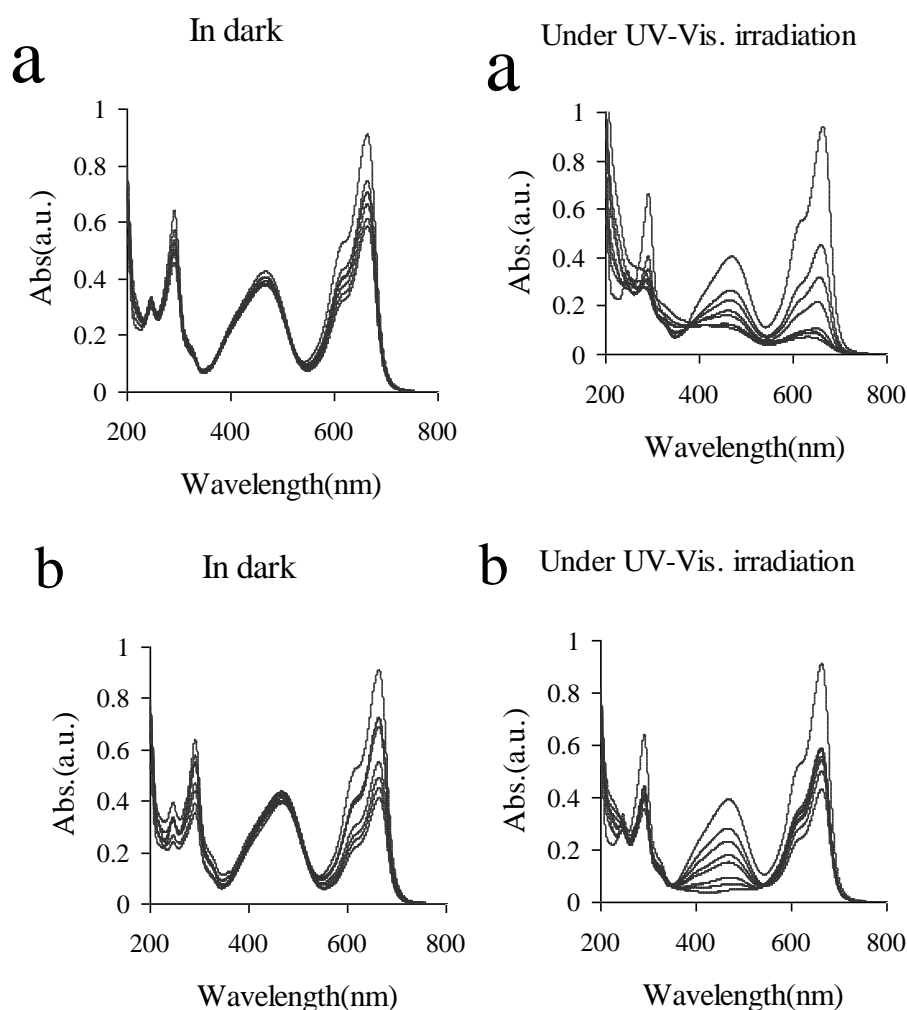 In dark
a
1
0.8
0.6
0.4
0.2
0
Abs(a.u.)
200 400 600 800
Wavelength(nm)
Under UV-Vis. irradiation
a
1
0.8
0.6
0.4
0.2
0
Abs.(a.u.)
200 400 600 800
Wavelength(nm)
b In dark
1
0.8
0.6
0.4
0.2
0
Abs.(a.u.)
200 400 600 800
Wavelength(nm)
b Under UV-Vis. irradiation
1
0.8
0.6
0.4
0.2
0
Abs.(a.u.)
200 400 600 800
Wavelength(nm)